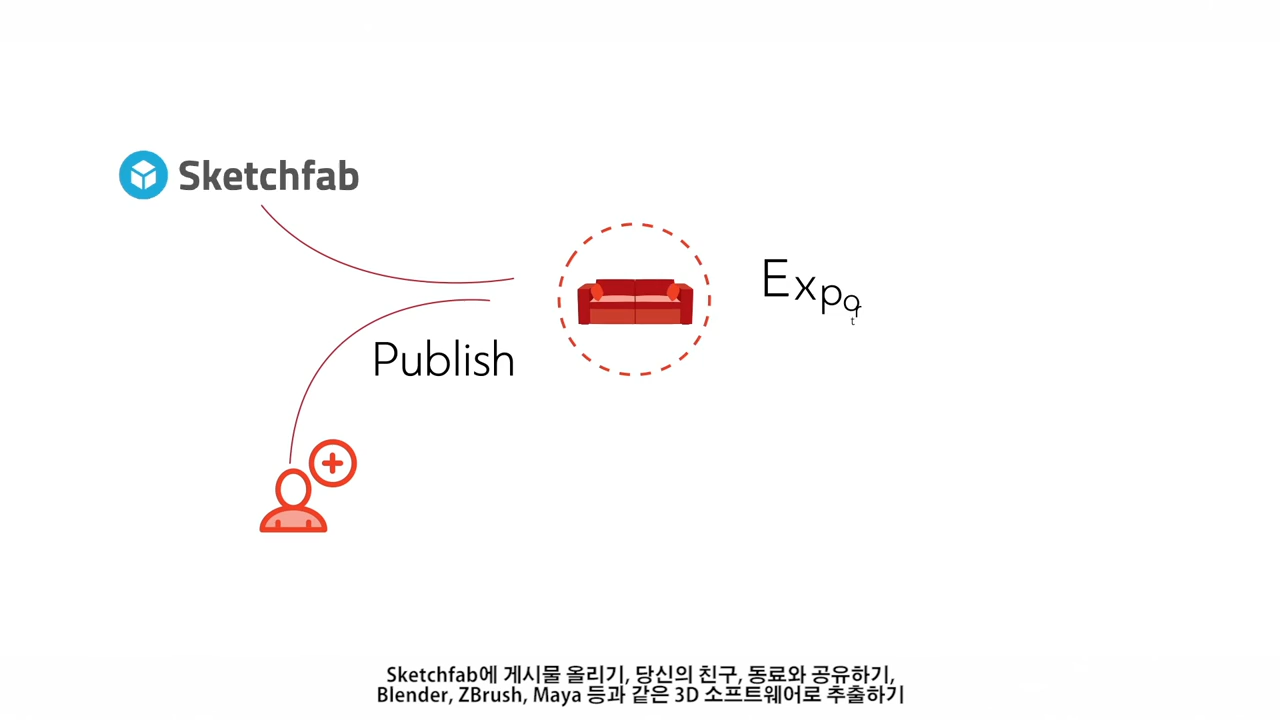 Sketchfab
Export
Publish
Sketchfab에 게시물 올리기, 당신의 친구, 동료와 공유하기,
Blender, ZBrush, Maya 등과 같은 3D 소프트웨어로 추출하기